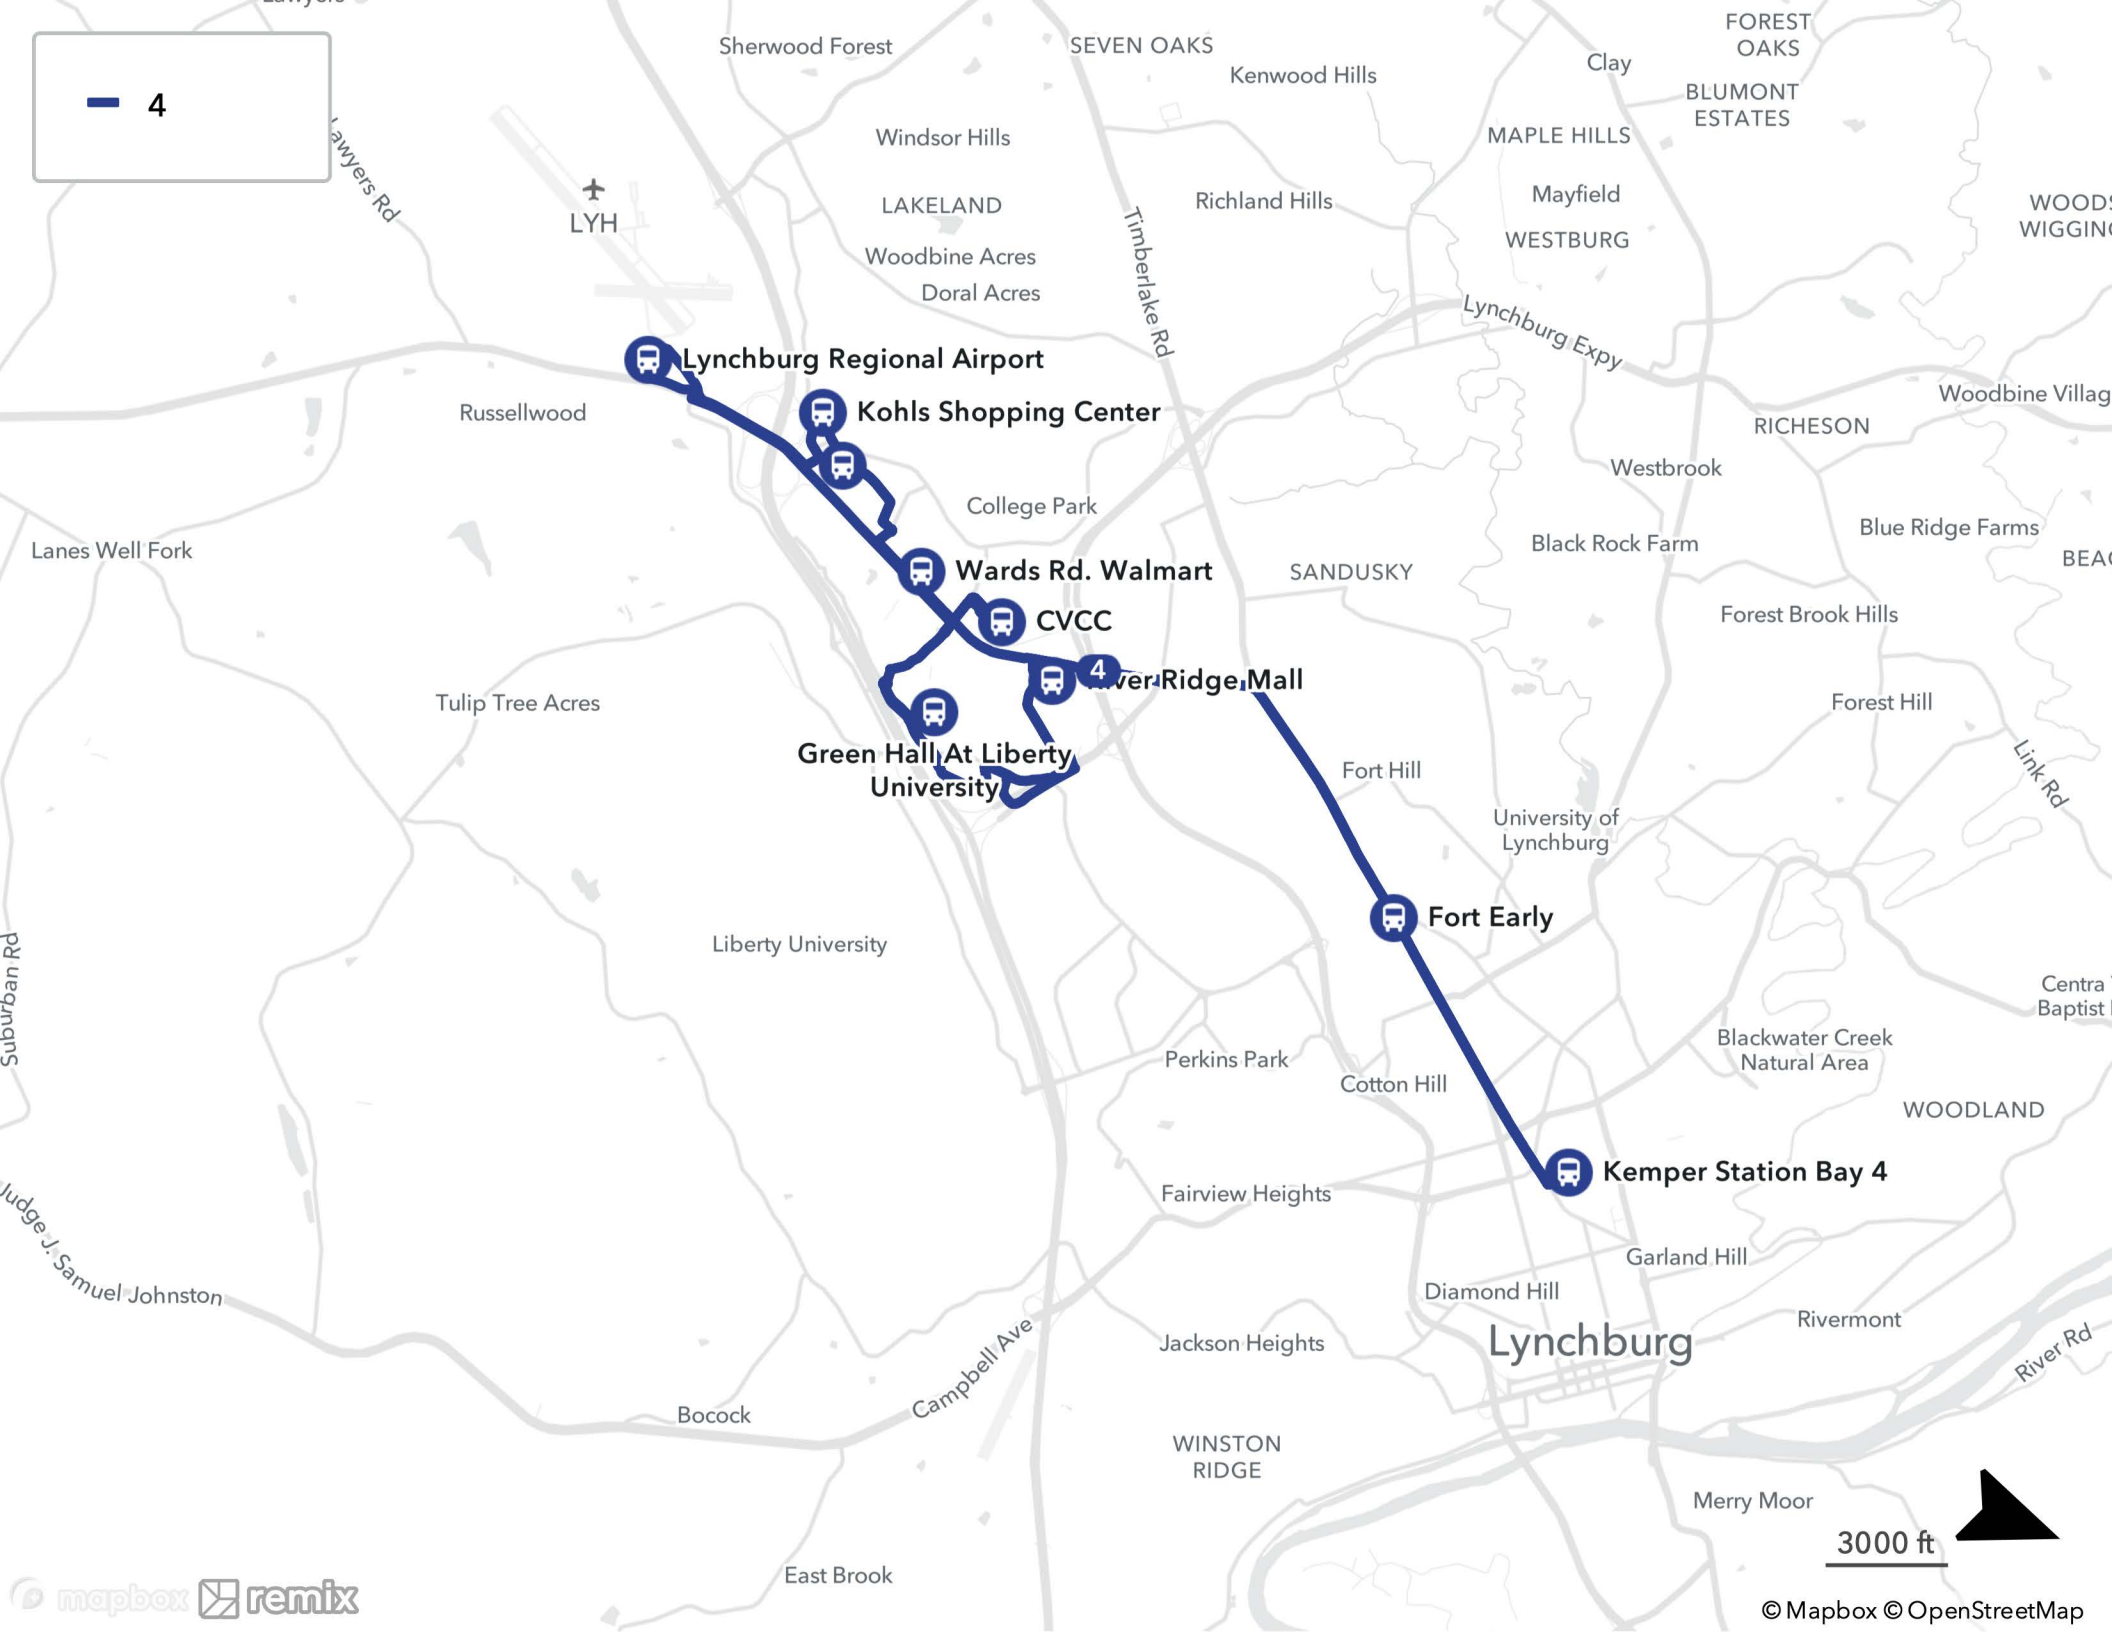 Lawyers
4
Lawyers Rd
LYH
Sherwood Forest
SEVEN OAKS
Kenwood Hills
Clay
FOREST
OAKS
BLUMONT
ESTATES
Windsor Hills
MAPLE HILLS
LAKELAND
Richland Hills
Mayfield
WESTBURG
Woodbine Acres
Doral Acres
Timberlake Rd
Lynchburg Expy
Lynchburg Regional Airport
Russellwood
Kohls Shopping Center
Woodbine Villag
RICHESON
Westbrook
College Park
Lanes Well Fork
Black Rock Farm
Blue Ridge Farms
Wards Rd. Walmart
SANDUSKY
CVCC
Forest Brook Hills
4
Ridge Mall
Tulip Tree Acres
Forest Hill
Green Hall At Liberty
University
Fort Hill
Link Rd
University of
Lynchburg
Fort Early
Liberty University
Suburban Rd
Centra
Baptist
Perkins Park
Cotton Hill
Blackwater Creek
Natural Area
WOODLAND
Kemper Station Bay 4
Fairview Heights
Judge J. Samuel Johnston
Garland Hill
Diamond Hill
Rivermont
Lynchburg
Jackson Heights
River Rd
Campbell Ave
Bocock
WINSTON
RIDGE
Merry Moor
3000 ft
East Brook
mapbox remix
© Mapbox © OpenStreetMap